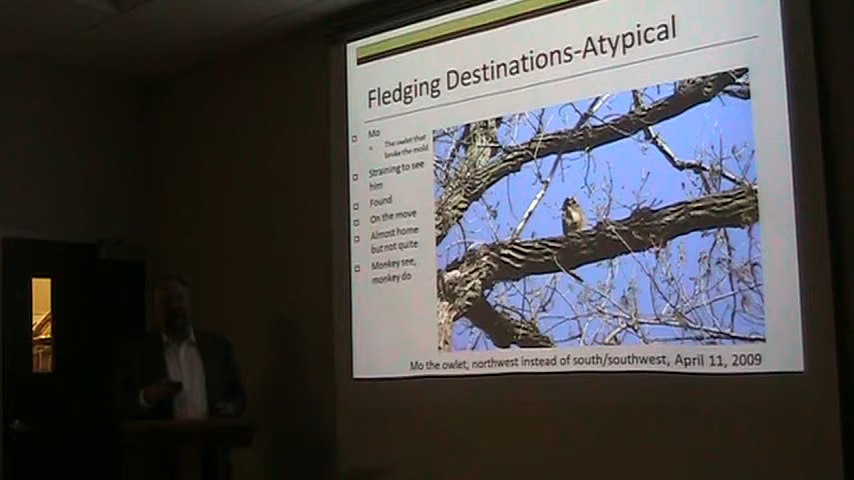 Fledging Destinations-Atypical
Mo
The owlet that
broke the mold
Straining to see
him
Found
On the move
Almost home
but not quite
Monkey see,
monkey do
Mo the owlet, northwest instead of south/southwest, April 11, 2009